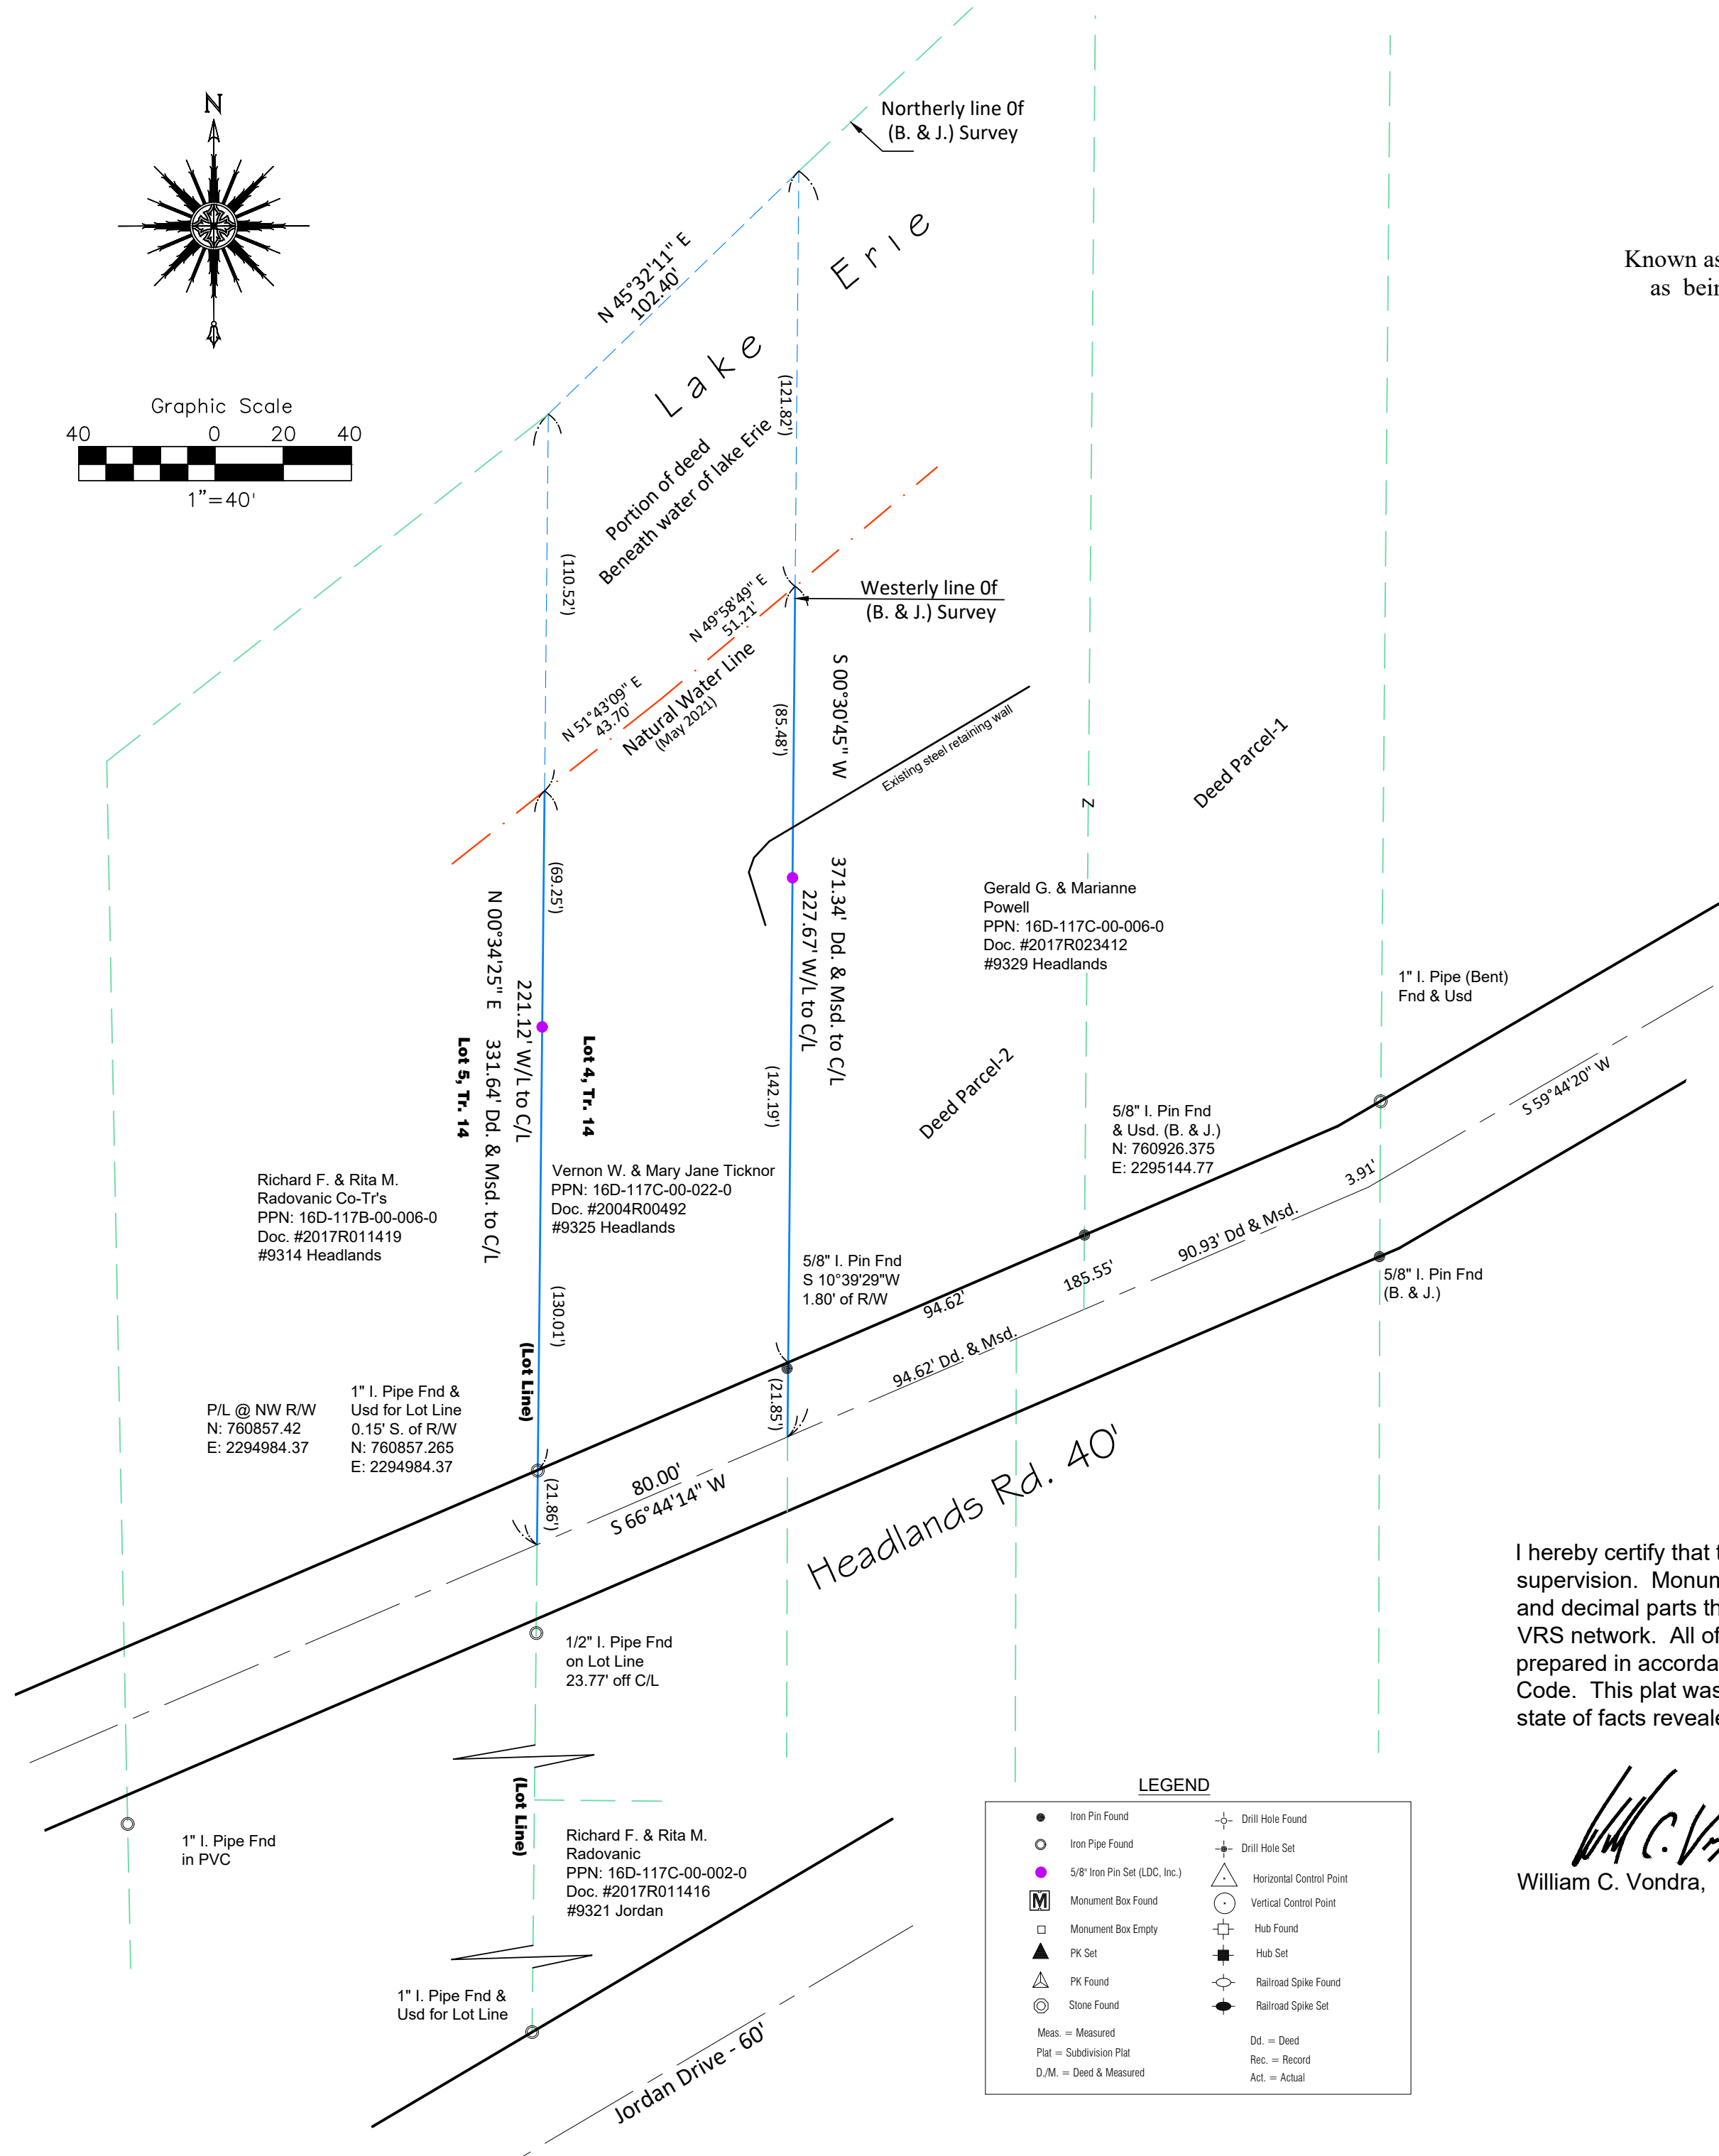 N
Northerly line 0f
(B. & J.) Survey
Known as
as bein
N 45°32'11" E
102.40'
Lake Erie
Graphic Scale
40 0 20 40
1”=40'
(121.82')
Portion of deed
Beneath water of lake Erie
(110.52')
N 49°58'49" E
51.21'
Westerly line 0f
(B. & J.) Survey
N 51°43'09" E
43.70'
Natural Water Line
(May 2021)
(85.48')
S 00°30'45" W
371.34' Dd. & Msd. to C/L
227.67' W/L to C/L
Existing steel retaining wall
Z
Deed Parcel-1
(69.25')
N 00°34'25" E 331.64' Dd. & Msd. to C/L
221.12' W/L to C/L
Lot 5, Tr. 14
Lot 4, Tr. 14
(142.19')
Gerald G. & Marianne
Powell
PPN: 16D-117C-00-006-0
Doc. #2017R023412
#9329 Headlands
Deed Parcel-2
1" I. Pipe (Bent)
Fnd & Usd
S 59°44'20" W
5/8" I. Pin Fnd
& Usd. (B. & J.)
N: 760926.375
E: 2295144.77
3.91'
Richard F. & Rita M.
Radovanic Co-Tr's
PPN: 16D-117B-00-006-0
Doc. #2017R011419
#9314 Headlands
Vernon W. & Mary Jane Ticknor
PPN: 16D-117C-00-022-0
Doc. #2004R00492
#9325 Headlands
5/8" I. Pin Fnd
S 10°39'29"W
1.80' of R/W
94.62'
185.55'
90.93' Dd & Msd.
94.62' Dd. & Msd.
5/8" I. Pin Fnd
(B. & J.)
(130.01')
(Lot Line)
(21.85')
P/L @ NW R/W
N: 760857.42
E: 2294984.37
1" I. Pipe Fnd &
Usd for Lot Line
0.15' S. of R/W
N: 760857.265
E: 2294984.37
(21.86')
80.00'
S 66°44'14" W
Headlands Rd. 40'
I hereby certify that t
supervision. Monum
and decimal parts th
VRS network. All of
prepared in accorda
Code. This plat was
state of facts reveale
1/2" I. Pipe Fnd
on Lot Line
23.77' off C/L
1" I. Pipe Fnd
in PVC
(Lot Line)
Richard F. & Rita M.
Radovanic
PPN: 16D-117C-00-002-0
Doc. #2017R011416
#9321 Jordan
1" I. Pipe Fnd &
Usd for Lot Line
Jordan Drive - 60'
William C. Vondra,
LEGEND
Iron Pin Found
Drill Hole Found
Iron Pipe Found
Drill Hole Set
5/8" Iron Pin Set (LDC, Inc.)
Horizontal Control Point
M Monument Box Found
Vertical Control Point
Monument Box Empty
Hub Found
PK Set
Hub Set
PK Found
Railroad Spike Found
Stone Found
Railroad Spike Set
Meas. = Measured
Dd. = Deed
Plat = Subdivision Plat
Rec. = Record
D./M. = Deed & Measured
Act. = Actual